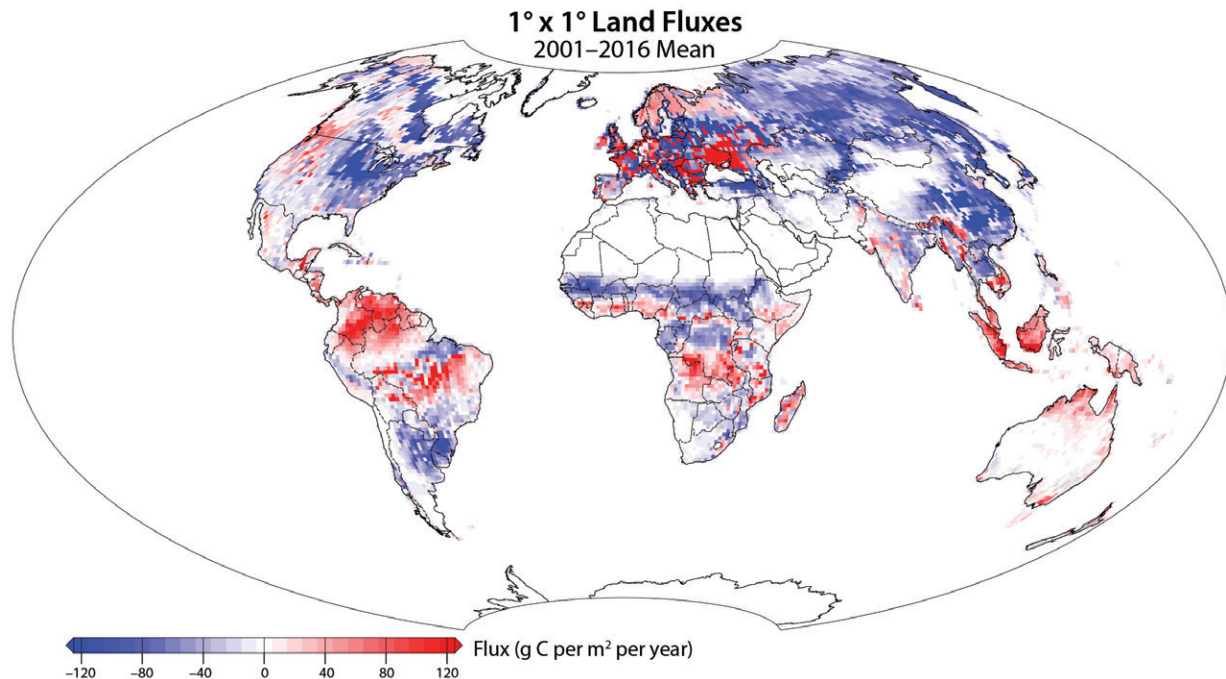 1° x 1° Land Fluxes
2001–2016 Mean
Flux (g C per m² per year)
–120 –80 –40 0 40 80 120